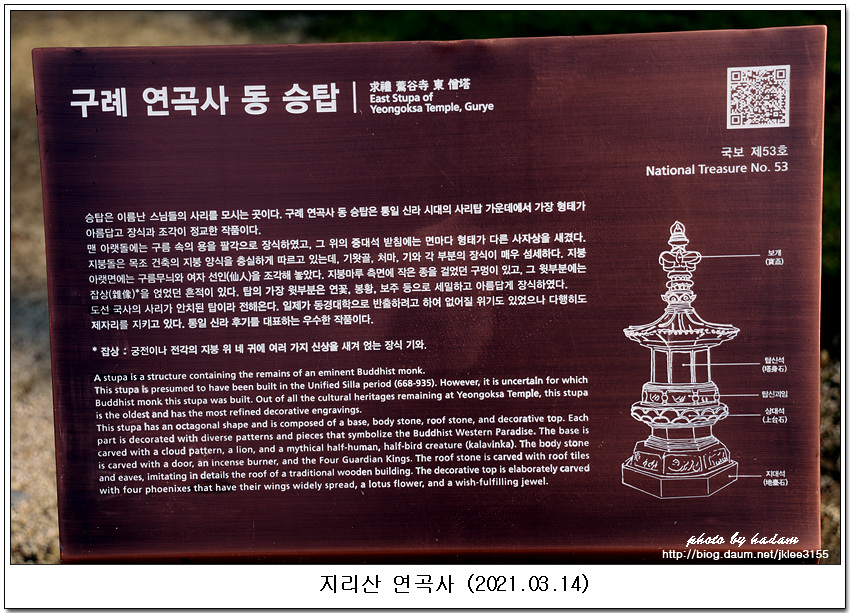 구례 연곡사 동 승탑
求禮 鷰谷寺 東 僧塔
East Stupa of
Yeongoksa Temple, Gurye
국보 제53호
National Treasure No. 53
승탑은 이름난 스님들의 사리를 모시는 곳이다. 구례 연곡사 동 승탑은 통일 신라 시대의 사리탑 가운데에서 가장 형태가
아름답고 장식과 조각이 정교한 작품이다.
맨 아랫돌에는 구름 속의 용을 팔각으로 장식하였고, 그 위의 중대석 받침에는 면마다 형태가 다른 사자상을 새겼다.
지붕돌은 목조 건축의 지붕 양식을 충실하게 따르고 있는데, 기왓골, 처마, 기와 각 부분의 장식이 매우 섬세하다. 지붕
아랫면에는 구름무늬와 여자 선인(仙人)을 조각해 놓았다. 지붕마루 측면에 작은 종을 걸었던 구멍이 있고, 그 윗부분에는
잡상(雜像)*을 얹었던 흔적이 있다. 탑의 가장 윗부분은 연꽃, 봉황, 보주 등으로 세밀하고 아름답게 장식하였다.
도선 국사의 사리가 안치된 탑이라 전해온다. 일제가 동경대학으로 반출하려고 하여 없어질 위기도 있었으나 다행히도
제자리를 지키고 있다. 통일 신라 후기를 대표하는 우수한 작품이다.
* 잡상 : 궁전이나 전각의 지붕 위 네 귀에 여러 가지 신상을 새겨 얹는 장식 기와.
A stupa is a structure containing the remains of an eminent Buddhist monk.
This stupa is presumed to have been built in the Unified Silla period (668-935). However, it is uncertain for which
Buddhist monk this stupa was built. Out of all the cultural heritages remaining at Yeongoksa Temple, this stupa
is the oldest and has the most refined decorative engravings.
This stupa has an octagonal shape and is composed of a base, body stone, roof stone, and decorative top. Each
part is decorated with diverse patterns and pieces that symbolize the Buddhist Western Paradise. The base is
carved with a cloud pattern, a lion, and a mythical half-human, half-bird creature (kalavinka). The body stone
is carved with a door, an incense burner, and the Four Guardian Kings. The roof stone is carved with roof tiles
and eaves, imitating in details the roof of a traditional wooden building. The decorative top is elaborately carved
with four phoenixes that have their wings widely spread, a lotus flower, and a wish-fulfilling jewel.
보개
(寶蓋)
탑신석
(塔身石)
탑신괴임
상대석
(上台石)
지대석
(地臺石)
photo by hadam
http://blog.daum.net/jklee3155
지리산 연곡사 (2021.03.14)